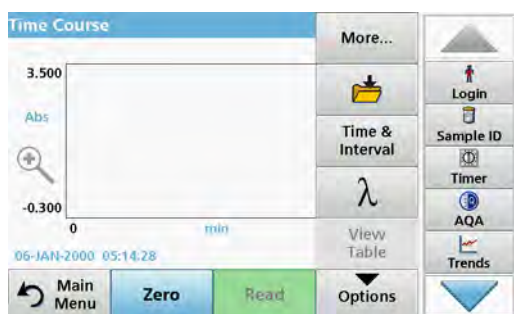 Time Course
More...
3.500
Abs
-0.300
0
min
06-JAN-2000 05:14:28
Time &
Interval
λ
View
Table
Main
Menu
Zero
Read
Options
Login
Sample ID
Timer
AQA
Trends